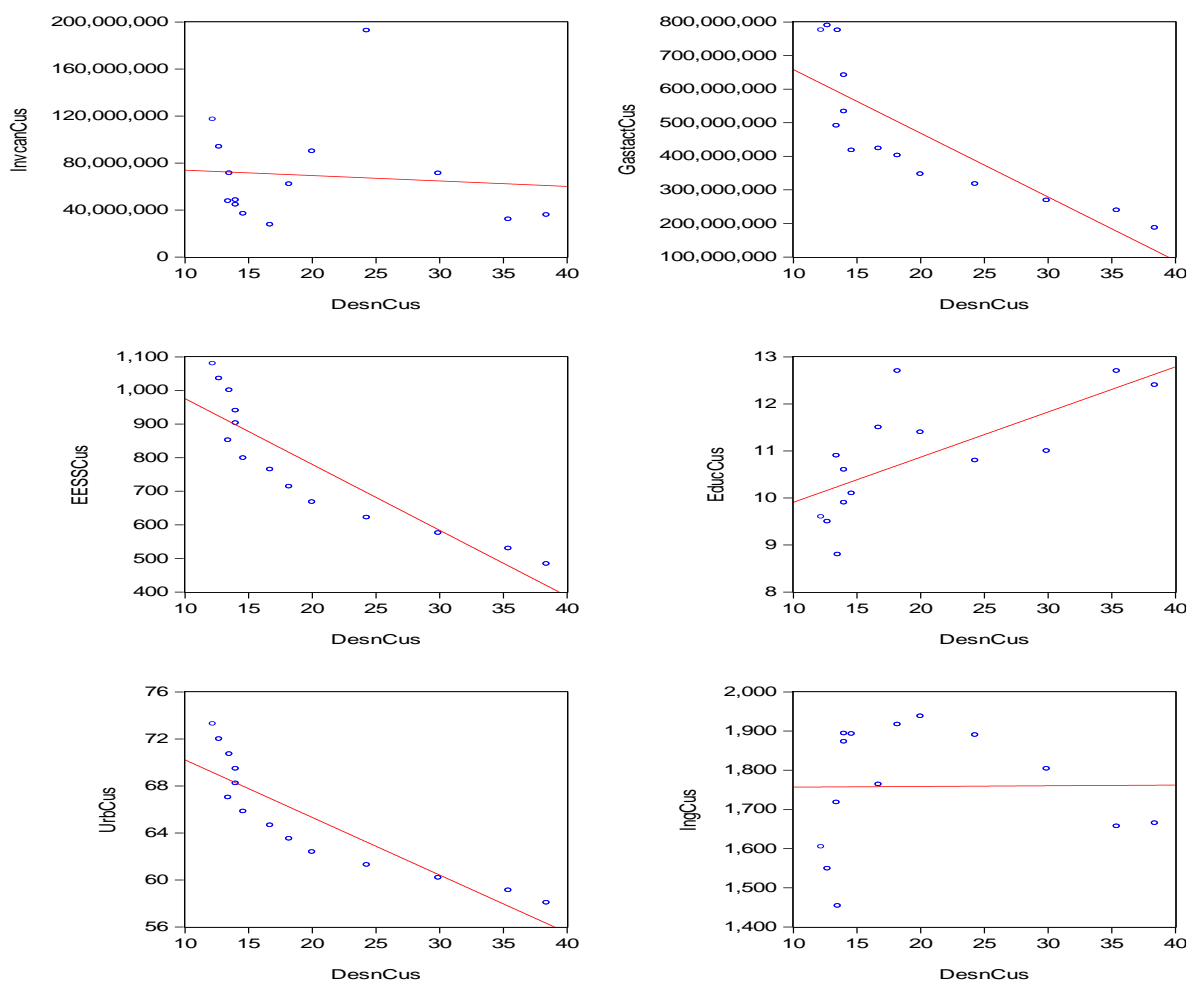 200,000,000
160,000,000
120,000,000
80,000,000
40,000,000
0
InvcanCus
10 15 20 25 30 35 40
DesnCus
800,000,000
700,000,000
600,000,000
500,000,000
400,000,000
300,000,000
200,000,000
100,000,000
GastactCus
10 15 20 25 30 35 40
DesnCus
1,100
1,000
900
800
700
600
500
400
EESSCus
10 15 20 25 30 35 40
DesnCus
13
12
11
10
9
8
EducCus
10 15 20 25 30 35 40
DesnCus
76
72
68
64
60
56
UrbCus
10 15 20 25 30 35 40
DesnCus
2,000
1,900
1,800
1,700
1,600
1,500
1,400
IngCus
10 15 20 25 30 35 40
DesnCus